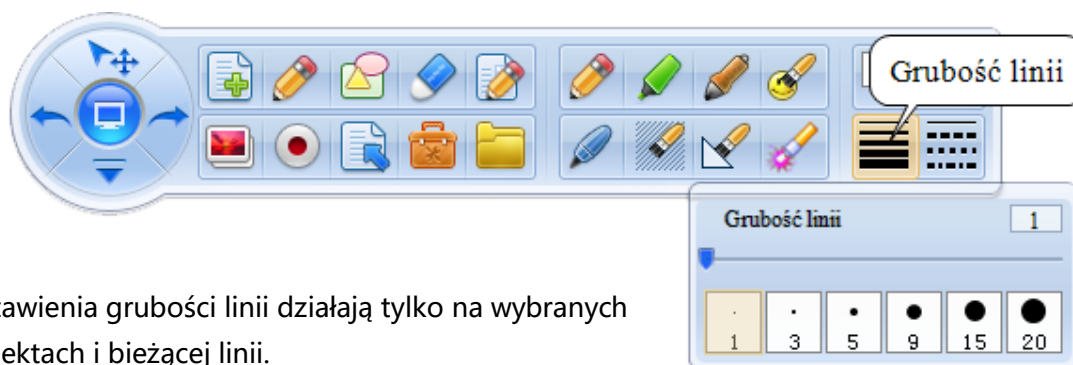 Grubość linii
Grubość linii 1
1 3 5 9 15 20
tawienia grubości linii działają tylko na wybranych
ektach i bieżącej linii.